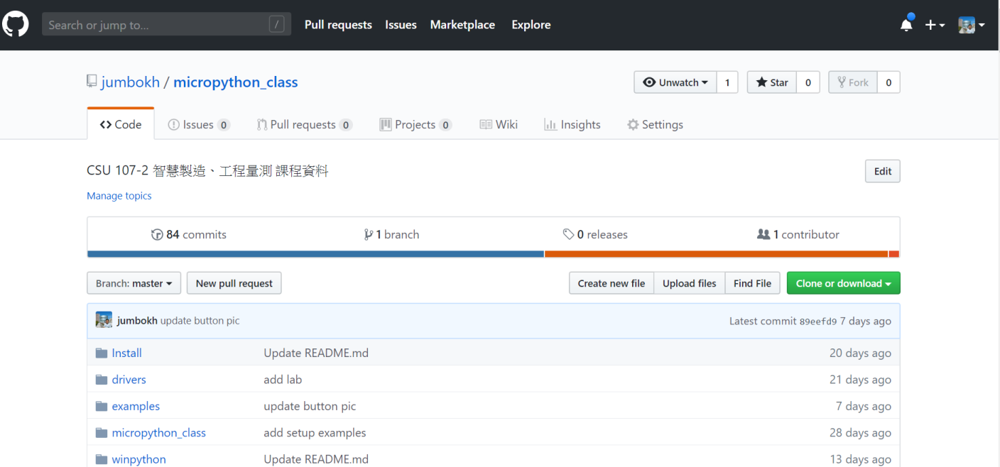 Search or jump to... / Pull requests Issues Marketplace Explore
jumbokh / micropython_class Unwatch 1 Star 0 Fork 0
Code Issues 0 Pull requests 0 Projects 0 Wiki Insights Settings
CSU 107-2 智慧製造、工程量測 課程資料 Edit
Manage topics
84 commits 1 branch 0 releases 1 contributor
Branch: master New pull request Create new file Upload files Find File Clone or download
jumbokh update button pic Latest commit 89eefd9 7 days ago
Install Update README.md 20 days ago
drivers add lab 21 days ago
examples update button pic 7 days ago
micropython_class add setup examples 28 days ago
winpython Update README.md 13 days ago